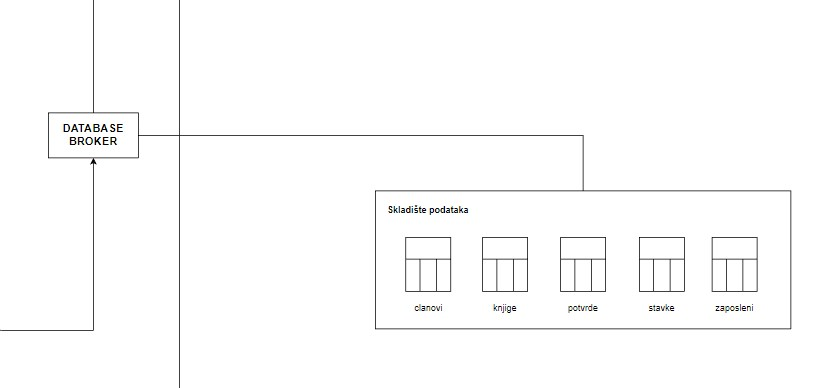 DATABASE
BROKER
Skladište podataka
clanovi
knjige
potvrde
stavke
zaposleni